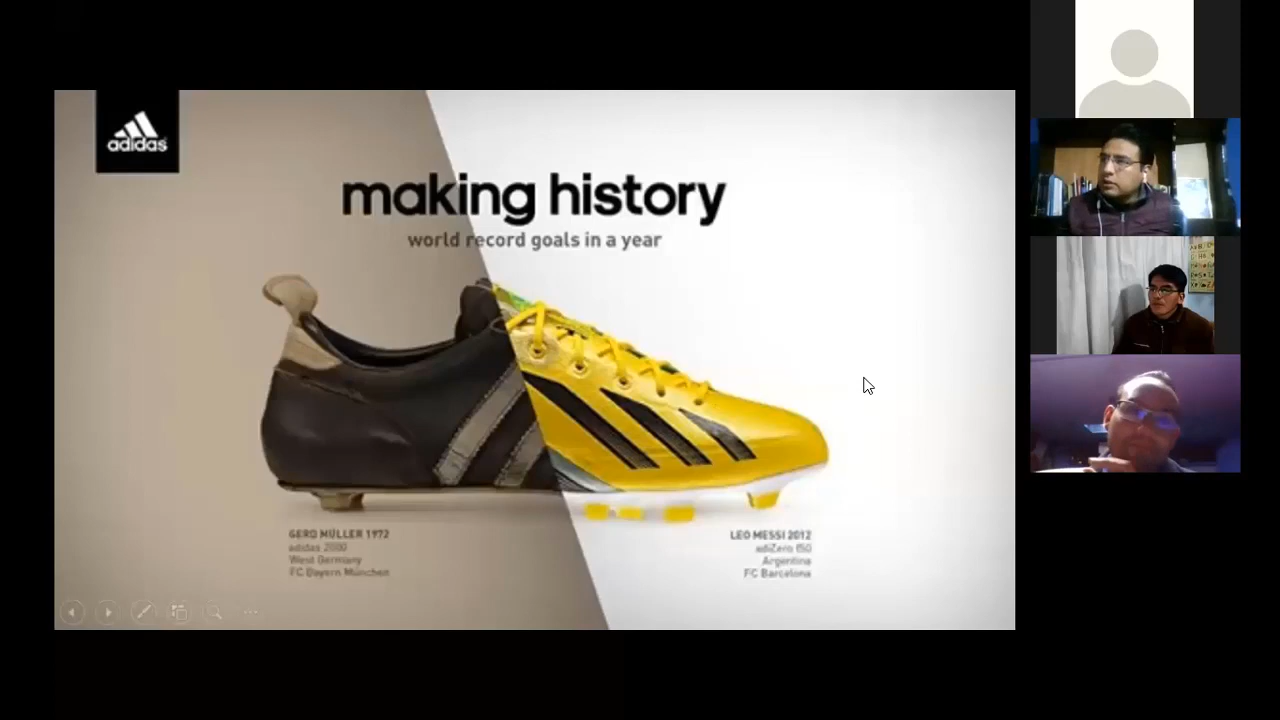 adidas
making history
world record goals in a year
GERD MÜLLER 1972
adidas 2000
West Germany
FC Bayern München
LEO MESSI 2012
adiZero f50
Argentina
FC Barcelona